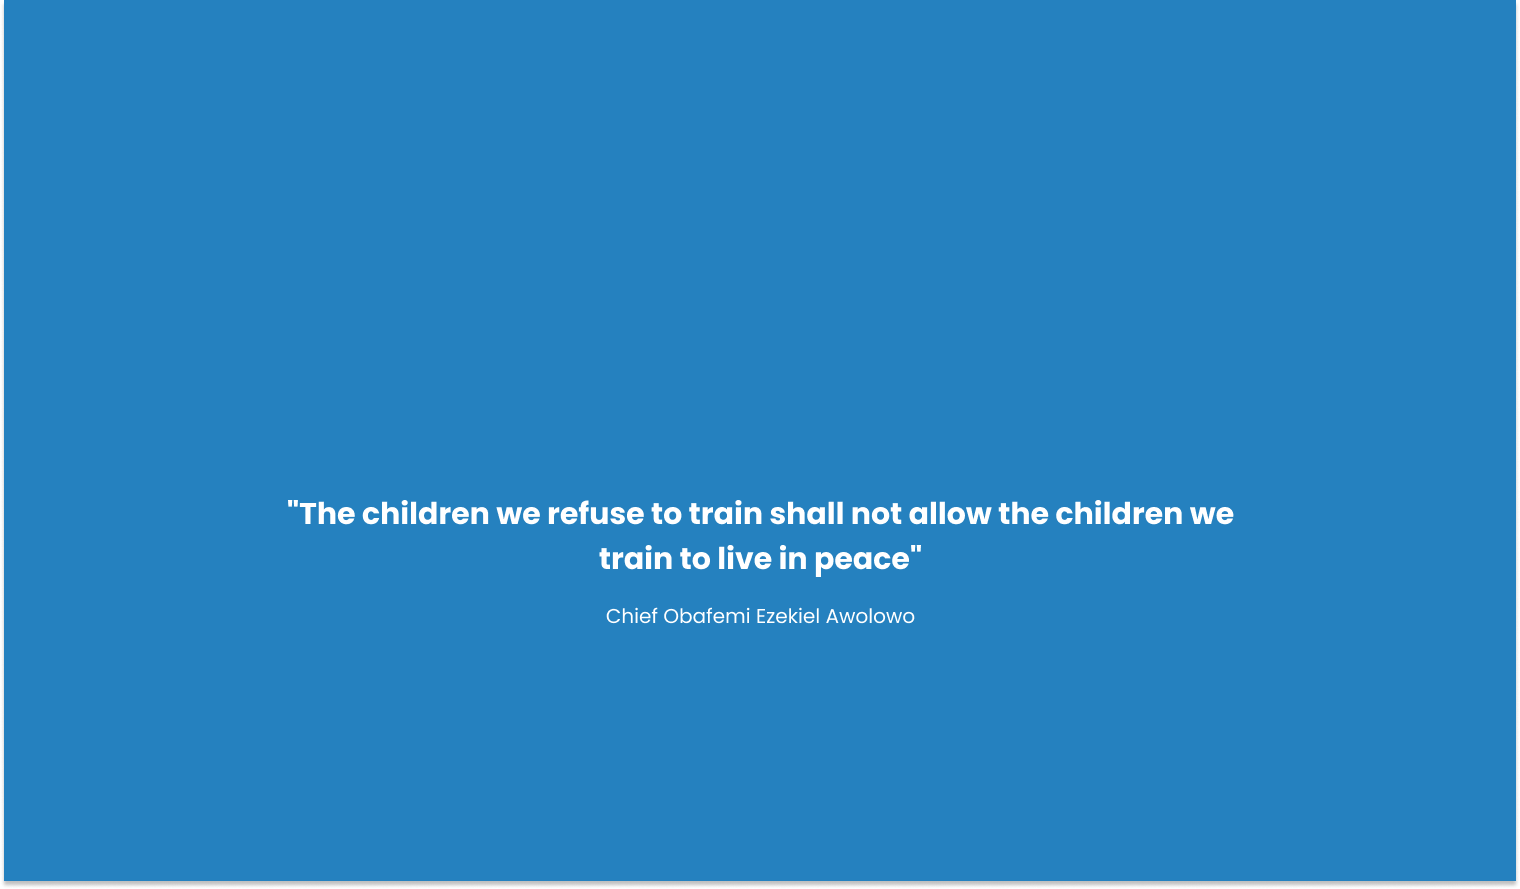 "The children we refuse to train shall not allow the children we
train to live in peace"
Chief Obafemi Ezekiel Awolowo